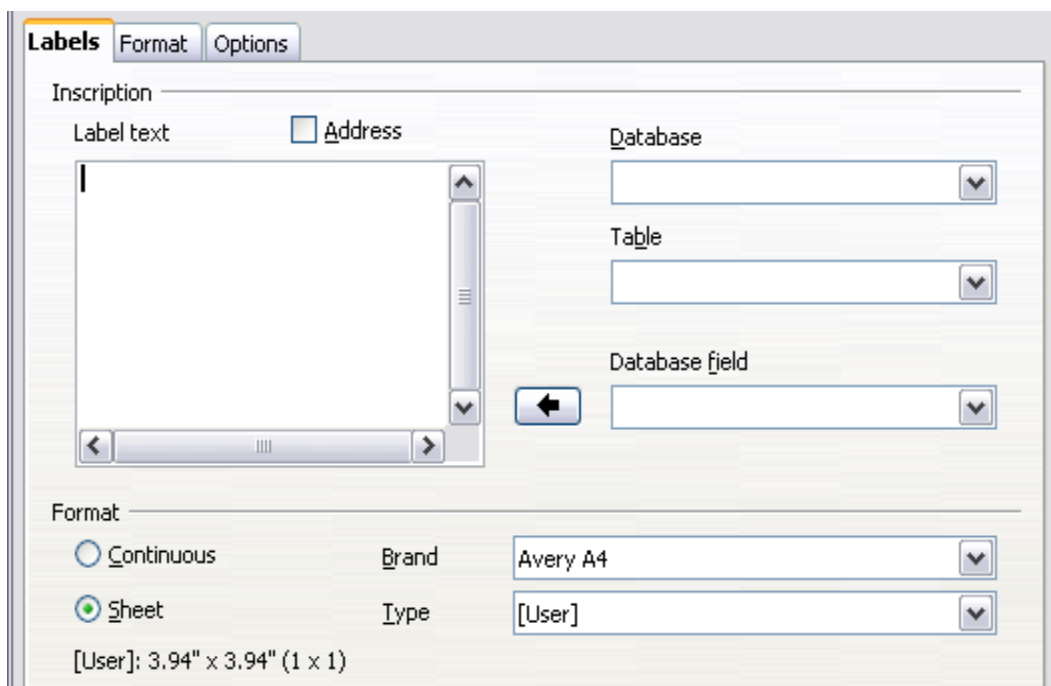 Labels Format Options
Inscription
Label text Address Database
Table
Database field
Format
Continuous Brand Avery A4
Sheet Type [User]
[User]: 3.94" x 3.94" (1 x 1)